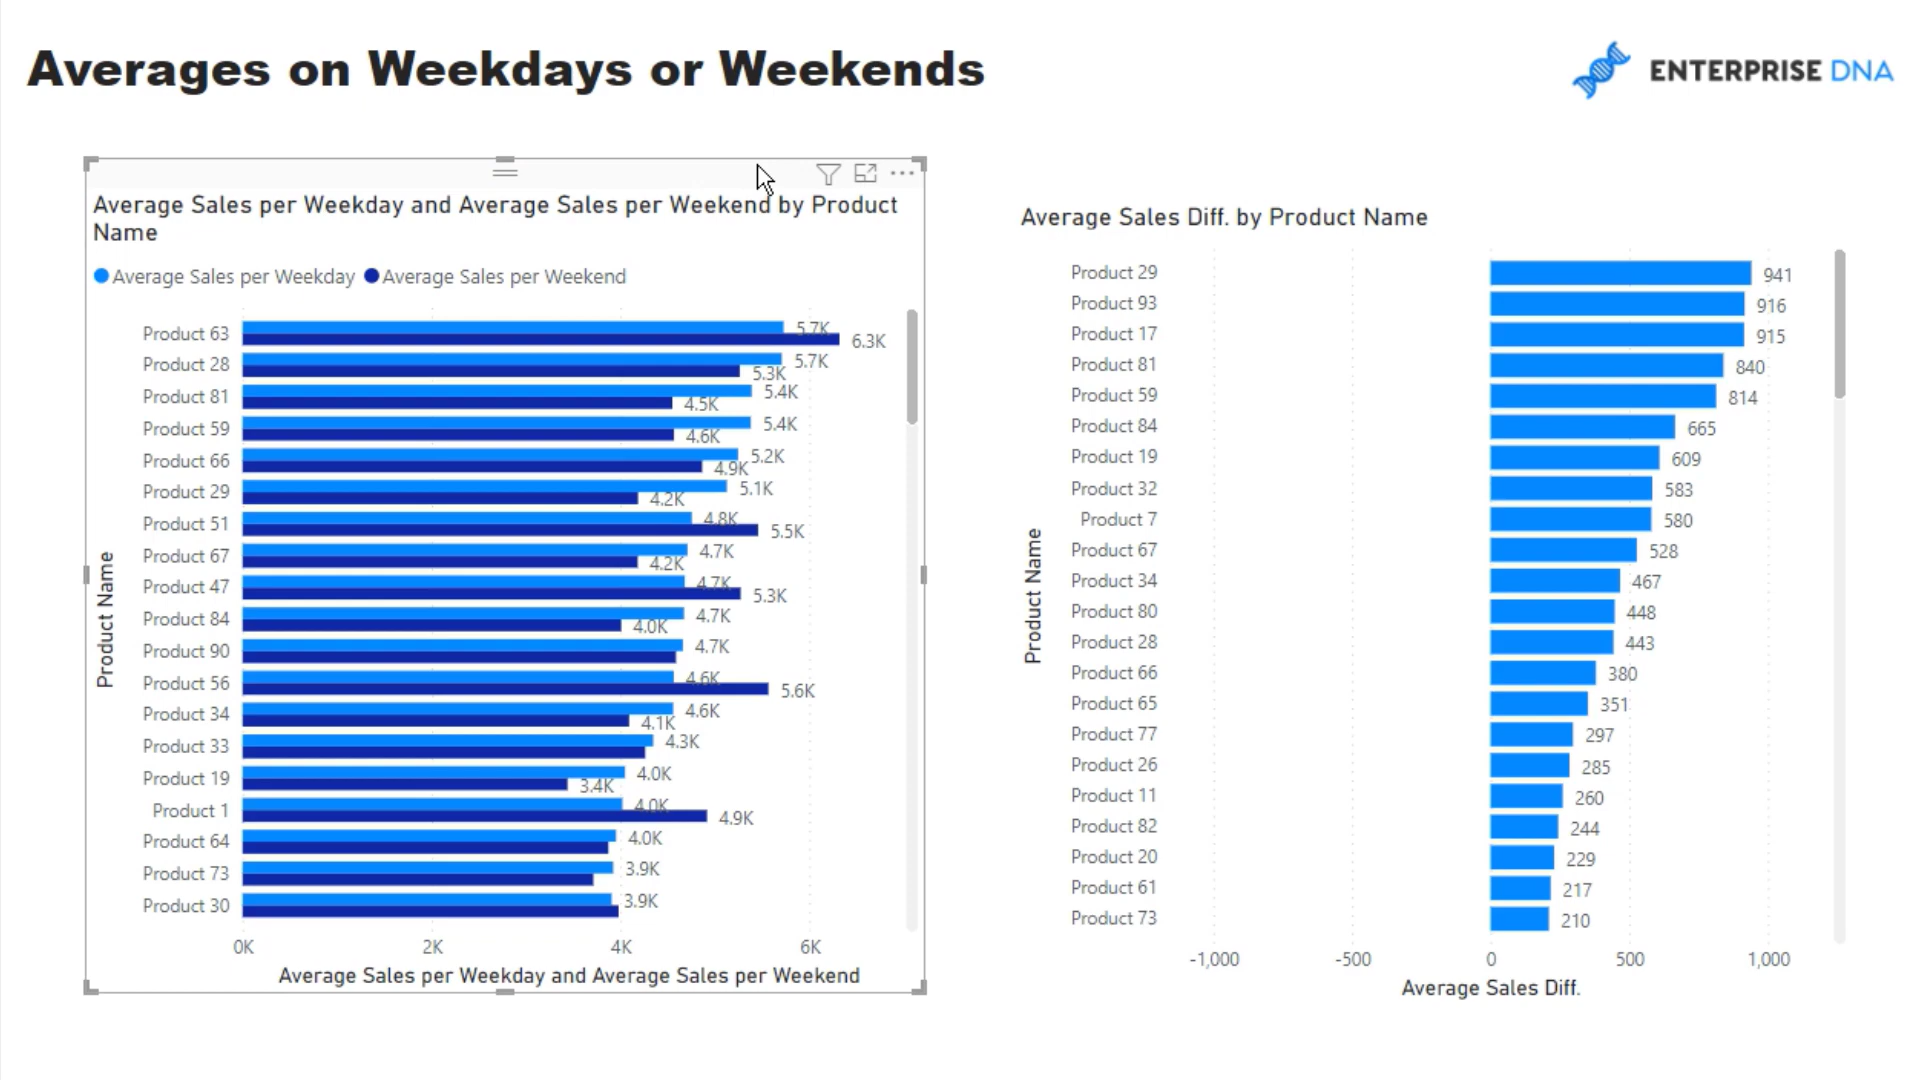 Averages on Weekdays or Weekends
ENTERPRISE DNA
Average Sales per Weekday and Average Sales per Weekend by Product
Name
Average Sales per Weekday Average Sales per Weekend
Product Name
Product 63 5.7K 6.3K
Product 28 5.7K 5.3K
Product 81 5.4K 4.5K
Product 59 5.4K 4.6K
Product 66 5.2K 4.9K
Product 29 5.1K 4.2K
Product 51 4.8K 5.5K
Product 67 4.7K 4.2K
Product 47 4.7K 5.3K
Product 84 4.7K 4.0K
Product 90 4.7K
Product 56 4.6K 5.6K
Product 34 4.6K 4.1K
Product 33 4.3K
Product 19 4.0K 3.4K
Product 1 4.0K 4.9K
Product 64 4.0K
Product 73 3.9K
Product 30 3.9K
0K 2K 4K 6K
Average Sales per Weekday and Average Sales per Weekend
Average Sales Diff. by Product Name
Product Name
Product 29 941
Product 93 916
Product 17 915
Product 81 840
Product 59 814
Product 84 665
Product 19 609
Product 32 583
Product 7 580
Product 67 528
Product 34 467
Product 80 448
Product 28 443
Product 66 380
Product 65 351
Product 77 297
Product 26 285
Product 11 260
Product 82 244
Product 20 229
Product 61 217
Product 73 210
-1,000 -500 0 500 1,000
Average Sales Diff.